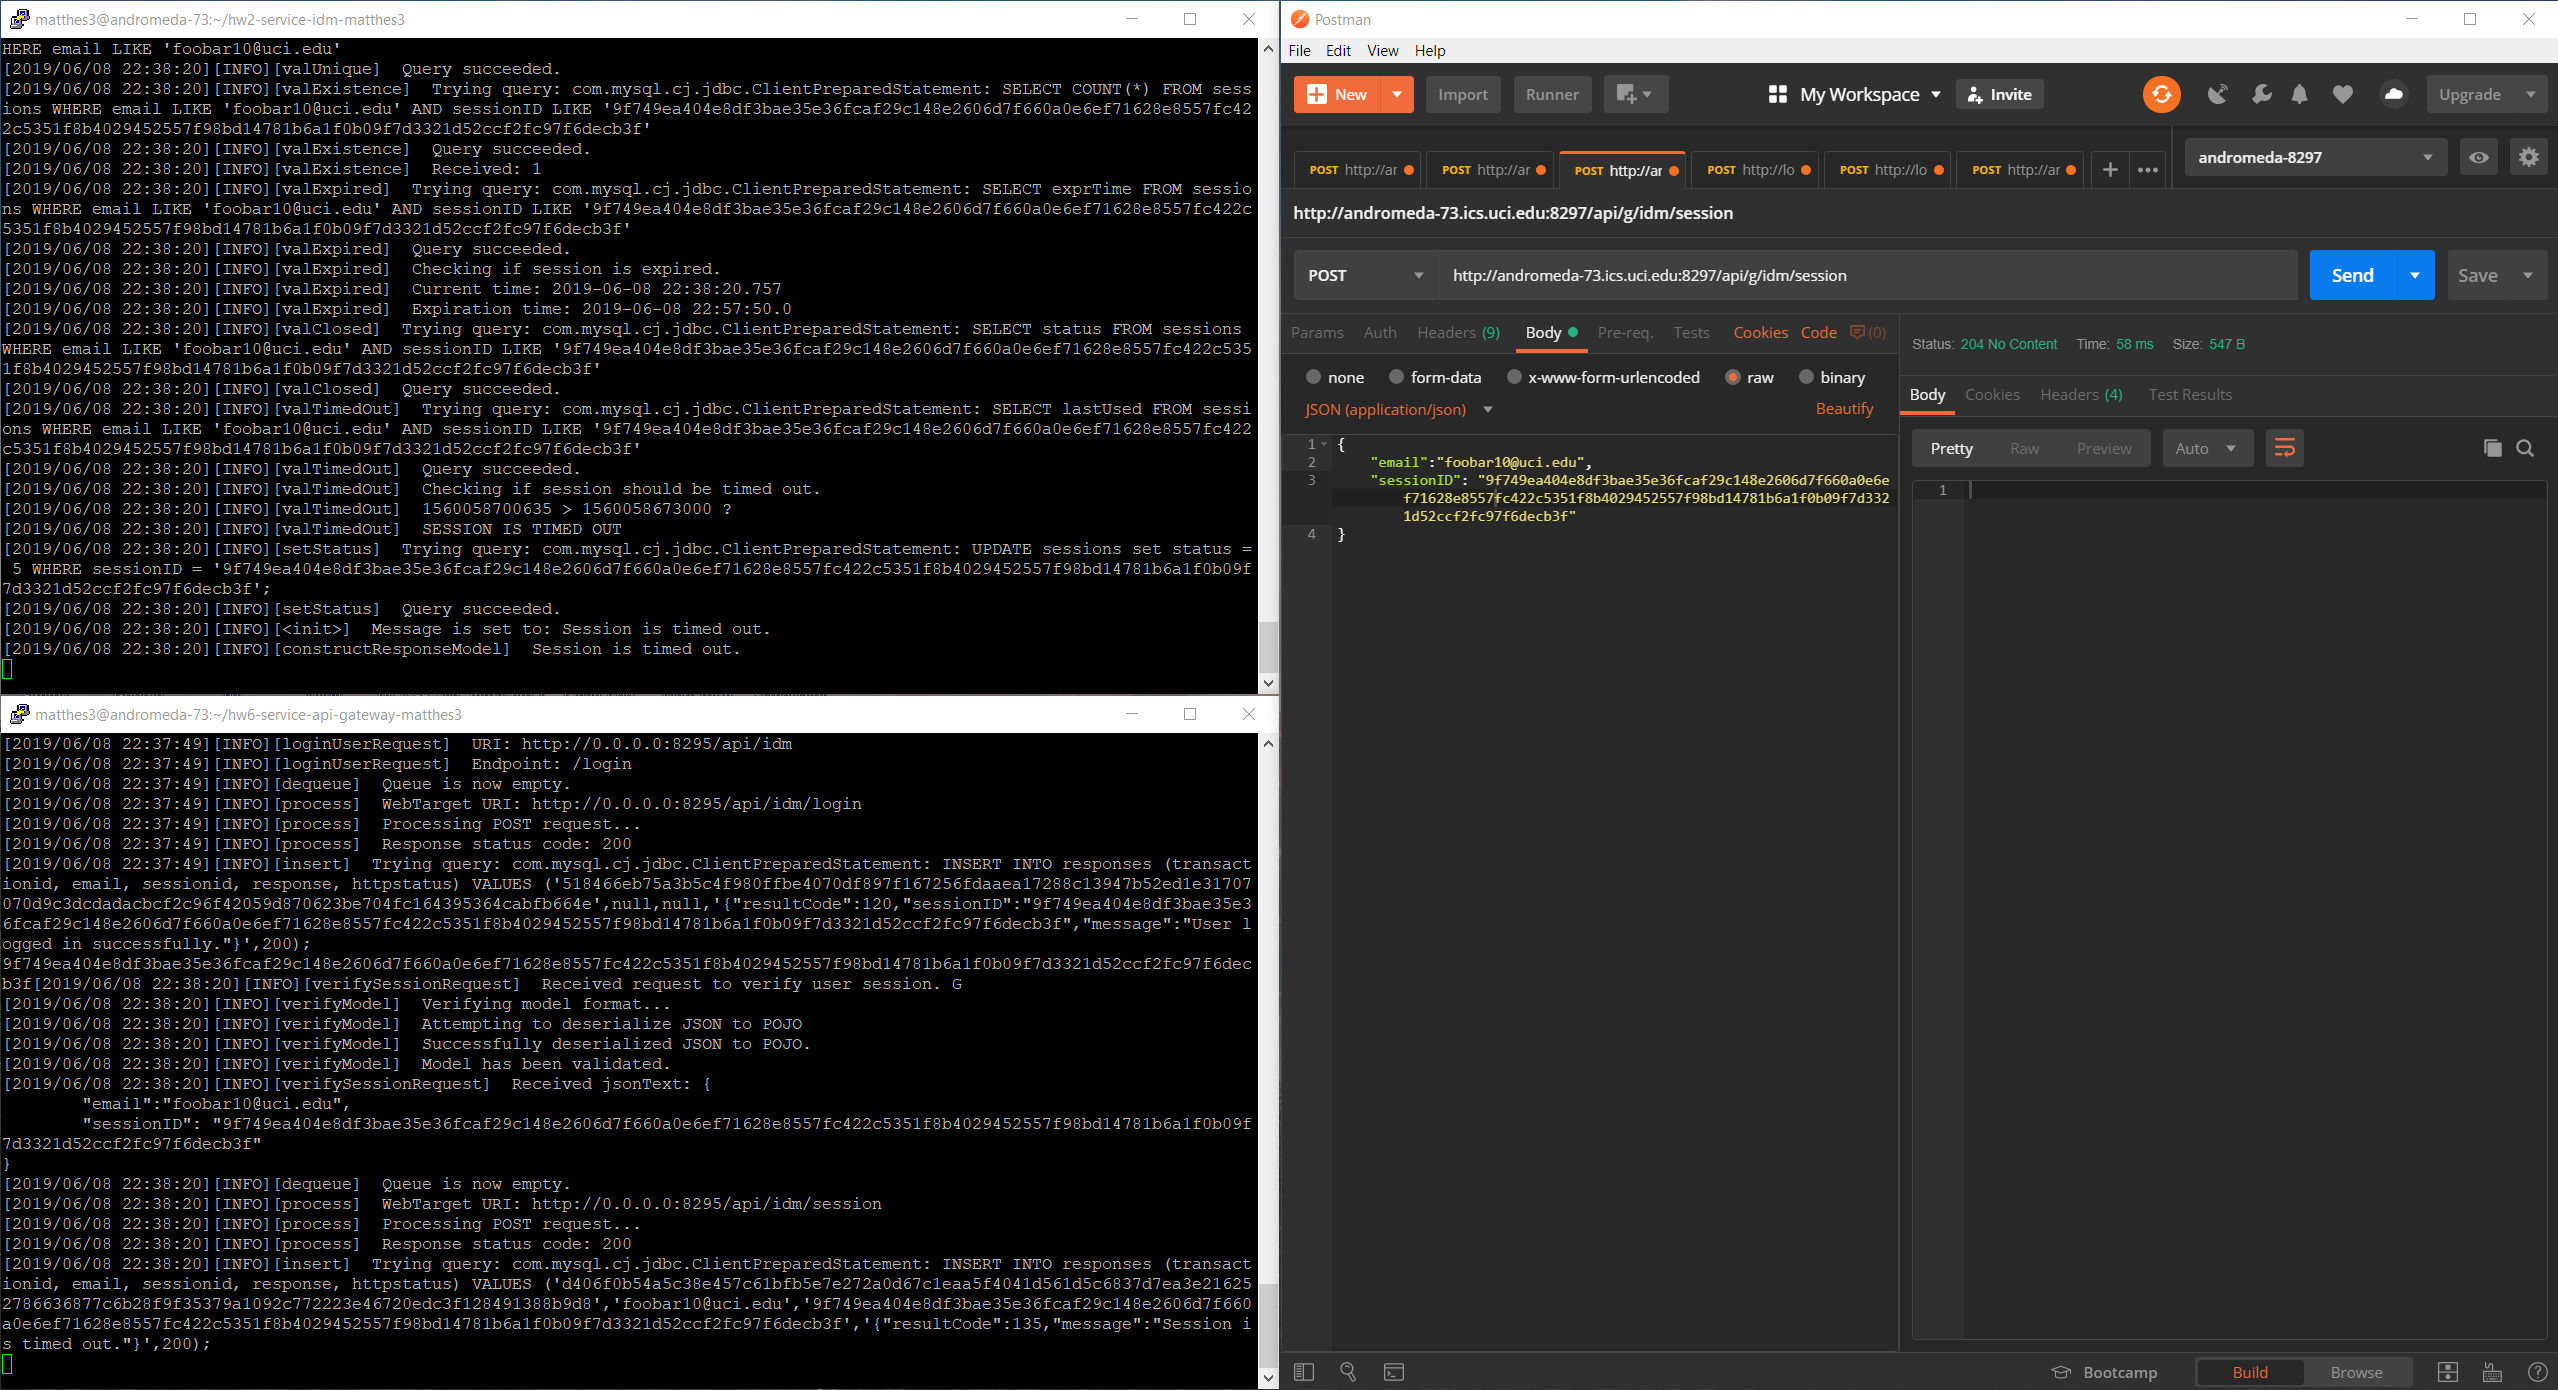 matthes3@andromeda-73:~/hw2-service-idm-matthes3
HERE email LIKE 'foobar10@uci.edu'
[2019/06/08 22:38:20][INFO][valUnique]  Query succeeded.
[2019/06/08 22:38:20][INFO][valExistence]  Trying query: com.mysql.cj.jdbc.ClientPreparedStatement: SELECT COUNT(*) FROM sess
ions WHERE email LIKE 'foobar10@uci.edu' AND sessionID LIKE '9f749ea404e8df3bae35e36fcaf29c148e2606d7f660a0e6ef71628e8557fc42
2c5351f8b4029452557f98bd14781b6a1f0b09f7d3321d52ccf2fc97f6decb3f'
[2019/06/08 22:38:20][INFO][valExistence]  Query succeeded.
[2019/06/08 22:38:20][INFO][valExistence]  Received: 1
[2019/06/08 22:38:20][INFO][valExpired]  Trying query: com.mysql.cj.jdbc.ClientPreparedStatement: SELECT exprTime FROM sessio
ns WHERE email LIKE 'foobar10@uci.edu' AND sessionID LIKE '9f749ea404e8df3bae35e36fcaf29c148e2606d7f660a0e6ef71628e8557fc422c
5351f8b4029452557f98bd14781b6a1f0b09f7d3321d52ccf2fc97f6decb3f'
[2019/06/08 22:38:20][INFO][valExpired]  Query succeeded.
[2019/06/08 22:38:20][INFO][valExpired]  Checking if session is expired.
[2019/06/08 22:38:20][INFO][valExpired]  Current time: 2019-06-08 22:38:20.757
[2019/06/08 22:38:20][INFO][valExpired]  Expiration time: 2019-06-08 22:57:50.0
[2019/06/08 22:38:20][INFO][valClosed]  Trying query: com.mysql.cj.jdbc.ClientPreparedStatement: SELECT status FROM sessions
WHERE email LIKE 'foobar10@uci.edu' AND sessionID LIKE '9f749ea404e8df3bae35e36fcaf29c148e2606d7f660a0e6ef71628e8557fc422c535
1f8b4029452557f98bd14781b6a1f0b09f7d3321d52ccf2fc97f6decb3f'
[2019/06/08 22:38:20][INFO][valClosed]  Query succeeded.
[2019/06/08 22:38:20][INFO][valTimedOut]  Trying query: com.mysql.cj.jdbc.ClientPreparedStatement: SELECT lastUsed FROM sessi
ons WHERE email LIKE 'foobar10@uci.edu' AND sessionID LIKE '9f749ea404e8df3bae35e36fcaf29c148e2606d7f660a0e6ef71628e8557fc422
c5351f8b4029452557f98bd14781b6a1f0b09f7d3321d52ccf2fc97f6decb3f'
[2019/06/08 22:38:20][INFO][valTimedOut]  Query succeeded.
[2019/06/08 22:38:20][INFO][valTimedOut]  Checking if session should be timed out.
[2019/06/08 22:38:20][INFO][valTimedOut]  1560058700635 > 1560058673000 ?
[2019/06/08 22:38:20][INFO][valTimedOut]  SESSION IS TIMED OUT
[2019/06/08 22:38:20][INFO][setStatus]  Trying query: com.mysql.cj.jdbc.ClientPreparedStatement: UPDATE sessions set status =
 5 WHERE sessionID = '9f749ea404e8df3bae35e36fcaf29c148e2606d7f660a0e6ef71628e8557fc422c5351f8b4029452557f98bd14781b6a1f0b09f
7d3321d52ccf2fc97f6decb3f';
[2019/06/08 22:38:20][INFO][setStatus]  Query succeeded.
[2019/06/08 22:38:20][INFO][<init>]  Message is set to: Session is timed out.
[2019/06/08 22:38:20][INFO][constructResponseModel]  Session is timed out.
matthes3@andromeda-73:~/hw6-service-api-gateway-matthes3
[2019/06/08 22:37:49][INFO][loginUserRequest]  URI: http://0.0.0.0:8295/api/idm
[2019/06/08 22:37:49][INFO][loginUserRequest]  Endpoint: /login
[2019/06/08 22:37:49][INFO][dequeue]  Queue is now empty.
[2019/06/08 22:37:49][INFO][process]  WebTarget URI: http://0.0.0.0:8295/api/idm/login
[2019/06/08 22:37:49][INFO][process]  Processing POST request...
[2019/06/08 22:37:49][INFO][process]  Response status code: 200
[2019/06/08 22:37:49][INFO][insert]  Trying query: com.mysql.cj.jdbc.ClientPreparedStatement: INSERT INTO responses (transact
ionid, email, sessionid, response, httpstatus) VALUES ('518466eb75a3b5c4f980ffbe4070df897f167256fdaaea17288c13947b52ed1e31707
070d9c3dcdadacbcf2c96f42059d870623be704fc164395364cabfb664e',null,null,'{"resultCode":120,"sessionID":"9f749ea404e8df3bae35e3
6fcaf29c148e2606d7f660a0e6ef71628e8557fc422c5351f8b4029452557f98bd14781b6a1f0b09f7d3321d52ccf2fc97f6decb3f","message":"User l
ogged in successfully."}',200);
9f749ea404e8df3bae35e36fcaf29c148e2606d7f660a0e6ef71628e8557fc422c5351f8b4029452557f98bd14781b6a1f0b09f7d3321d52ccf2fc97f6dec
b3f[2019/06/08 22:38:20][INFO][verifySessionRequest]  Received request to verify user session. G
[2019/06/08 22:38:20][INFO][verifyModel]  Verifying model format...
[2019/06/08 22:38:20][INFO][verifyModel]  Attempting to deserialize JSON to POJO
[2019/06/08 22:38:20][INFO][verifyModel]  Successfully deserialized JSON to POJO.
[2019/06/08 22:38:20][INFO][verifyModel]  Model has been validated.
[2019/06/08 22:38:20][INFO][verifySessionRequest]  Received jsonText: {
        "email":"foobar10@uci.edu",
        "sessionID": "9f749ea404e8df3bae35e36fcaf29c148e2606d7f660a0e6ef71628e8557fc422c5351f8b4029452557f98bd14781b6a1f0b09f
7d3321d52ccf2fc97f6decb3f"
}
[2019/06/08 22:38:20][INFO][dequeue]  Queue is now empty.
[2019/06/08 22:38:20][INFO][process]  WebTarget URI: http://0.0.0.0:8295/api/idm/session
[2019/06/08 22:38:20][INFO][process]  Processing POST request...
[2019/06/08 22:38:20][INFO][process]  Response status code: 200
[2019/06/08 22:38:20][INFO][insert]  Trying query: com.mysql.cj.jdbc.ClientPreparedStatement: INSERT INTO responses (transact
ionid, email, sessionid, response, httpstatus) VALUES ('d406f0b54a5c38e457c61bfb5e7e272a0d67c1eaa5f4041d561d5c6837d7ea3e21625
2786636877c6b28f9f35379a1092c772223e46720edc3f128491388b9d8','foobar10@uci.edu','9f749ea404e8df3bae35e36fcaf29c148e2606d7f660
a0e6ef71628e8557fc422c5351f8b4029452557f98bd14781b6a1f0b09f7d3321d52ccf2fc97f6decb3f','{"resultCode":135,"message":"Session i
s timed out."}',200);
Postman
File Edit View Help
New Import Runner My Workspace Invite Upgrade
POST http://ar POST http://ar POST http://ar POST http://lo POST http://lo POST http://ar andromeda-8297
http://andromeda-73.ics.uci.edu:8297/api/g/idm/session
POST http://andromeda-73.ics.uci.edu:8297/api/g/idm/session Send Save
Params Auth Headers (9) Body Pre-req. Tests Cookies Code (0)
none form-data x-www-form-urlencoded raw binary
JSON (application/json) Beautify
1 {
2 "email":"foobar10@uci.edu",
3 "sessionID": "9f749ea404e8df3bae35e36fcaf29c148e2606d7f660a0e6e
f71628e8557fc422c5351f8b4029452557f98bd14781b6a1f0b09f7d332
1d52ccf2fc97f6decb3f"
4 }
Status: 204 No Content Time: 58 ms Size: 547 B
Body Cookies Headers (4) Test Results
Pretty Raw Preview Auto
1
Bootcamp Build Browse